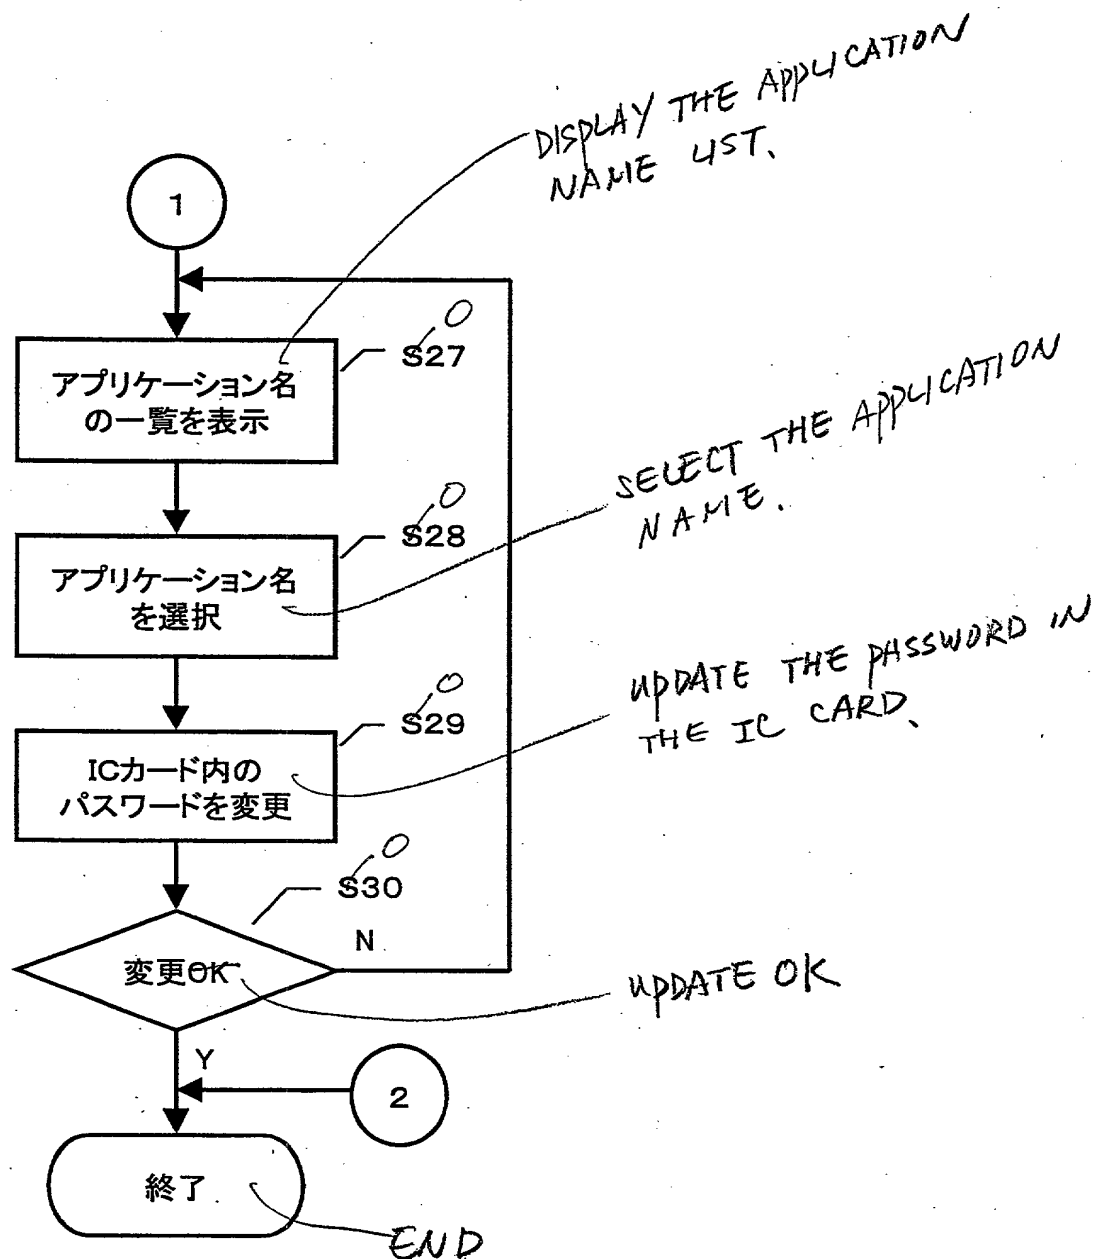 DISPLAY THE APPLICATION
NAME LIST.
1
S27
アプリケーション名
の一覧を表示
SELECT THE APPLICATION
NAME.
S28
アプリケーション名
を選択
UPDATE THE PASSWORD IN
THE IC CARD.
S29
ICカード内の
パスワードを変更
S30
変更OK
N
UPDATE OK
Y
2
終了
END